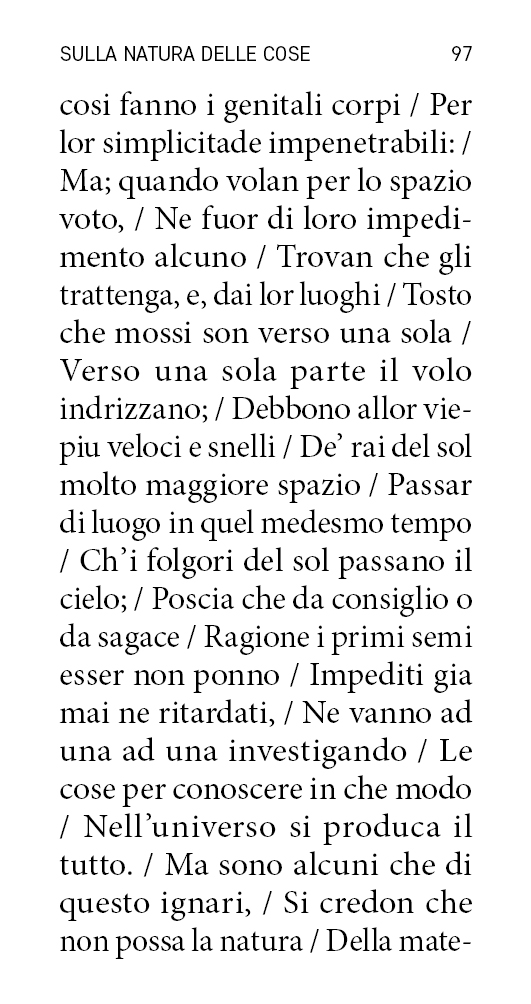 SULLA NATURA DELLE COSE 97
cosi fanno i genitali corpi / Per
lor simplicitade impenetrabili: /
Ma; quando volan per lo spazio
voto, / Ne fuor di loro impedi-
mento alcuno / Trovan che gli
trattenga, e, dai lor luoghi / Tosto
che mossi son verso una sola /
Verso una sola parte il volo
indrizzano; / Debbono allor vie-
piu veloci e snelli / De’ rai del sol
molto maggiore spazio / Passar
di luogo in quel medesmo tempo
/ Ch’i folgori del sol passano il
cielo; / Poscia che da consiglio o
da sagace / Ragione i primi semi
esser non ponno / Impediti gia
mai ne ritardati, / Ne vanno ad
una ad una investigando / Le
cose per conoscere in che modo
/ Nell’universo si produca il
tutto. / Ma sono alcuni che di
questo ignari, / Si credon che
non possa la natura / Della mate-